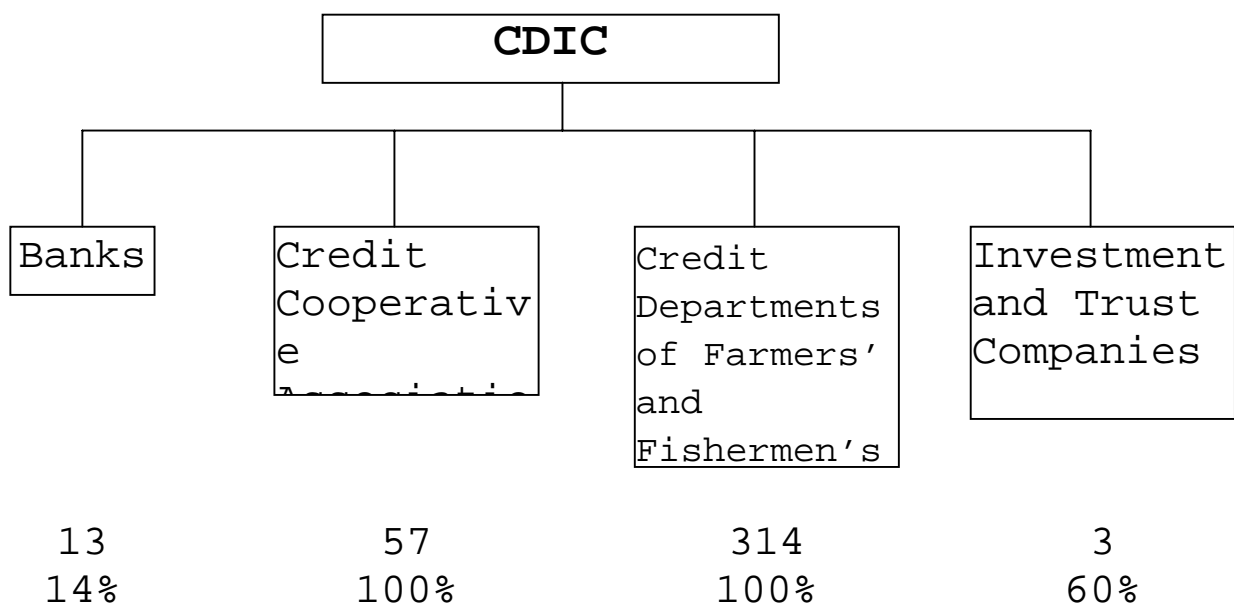 CDIC
Banks
Credit
Cooperativ
e
Credit
Departments
of Farmers’
and
Fishermen’s
Investment
and Trust
Companies
13
57
314
3
14%
100%
100%
60%